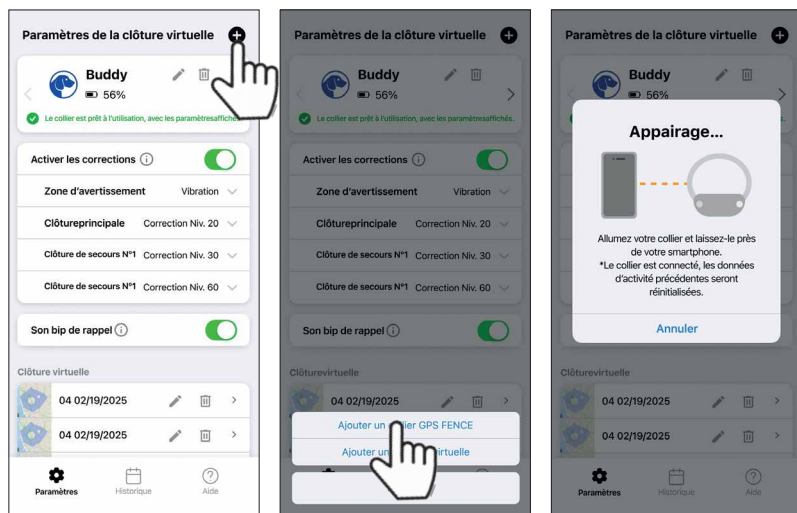 Paramètres de la clôture virtuelle
Buddy
56%
Le collier est prêt à l'utilisation, avec les paramètresaffichés
Activer les corrections
Zone d'avertissement Vibration
Clôtureprincipale Correction Niv. 20
Clôture de secours N°1 Correction Niv. 30
Clôture de secours N°1 Correction Niv. 60
Son bip de rappel
Clôture virtuelle
04 02/19/2025
04 02/19/2025
Paramètres Historique Aide
Paramètres de la clôture virtuelle
Buddy
56%
Le collier est prêt à l'utilisation, avec les paramètresaffichés.
Activer les corrections
Zone d'avertissement Vibration
Clôtureprincipale Correction Niv. 20
Clôture de secours N°1 Correction Niv. 30
Clôture de secours N°1 Correction Niv. 60
Son bip de rappel
Clôturevirtuelle
04 02/19/2025
Ajouter un collier GPS FENCE
Ajouter un irtuelle
Paramètres de la clôture virtuelle
Buddy
56%
s.
Appairage...
Allumez votre collier et laissez-le près
de votre smartphone.
*Le collier est connecté, les données
d'activité précédentes seront
réinitialisées.
Annuler
Clôturevirtuelle
04 02/19/2025
04 02/19/2025
Paramètres Historique Aide